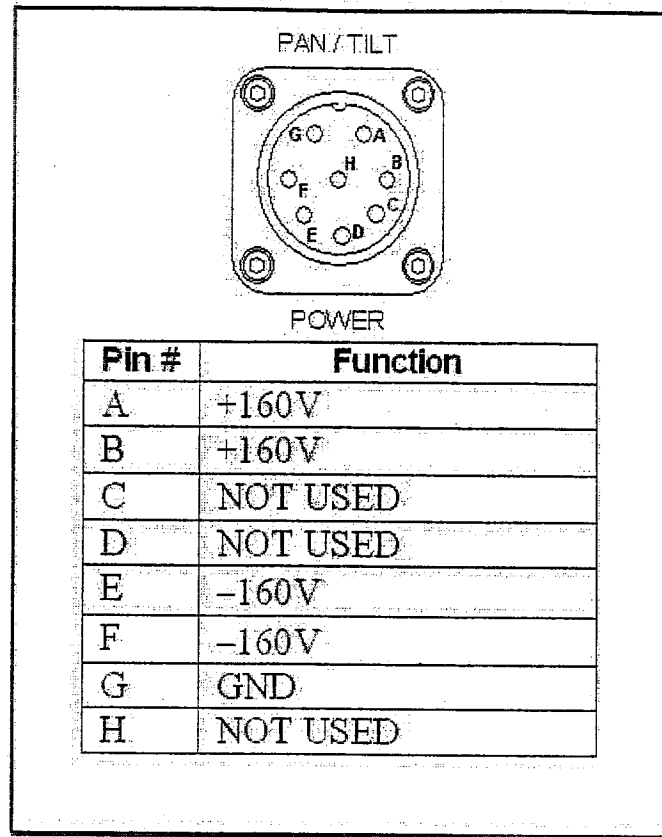 PAN / TILT
G A
H
F B
C
E D
POWER
Pin # Function
A +160V
B +160V
C NOT USED
D NOT USED
E –160V
F –160V
G GND
H NOT USED